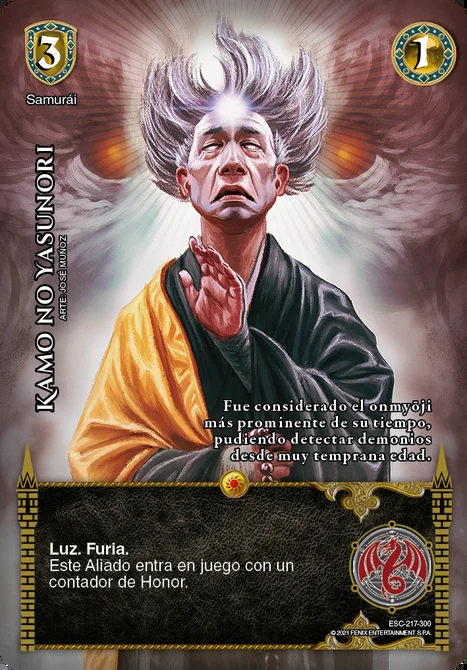 3
1
Samurái
KAMO NO YASUNORI
ARTE: JOSÉ MUÑOZ
Fue considerado el onmyōji
más prominente de su tiempo,
pudiendo detectar demonios
desde muy temprana edad.
Luz. Furia.
Este Aliado entra en juego con un
contador de Honor.
ESC-217-300
© 2021 FENIX ENTERTAINMENT S.P.A.